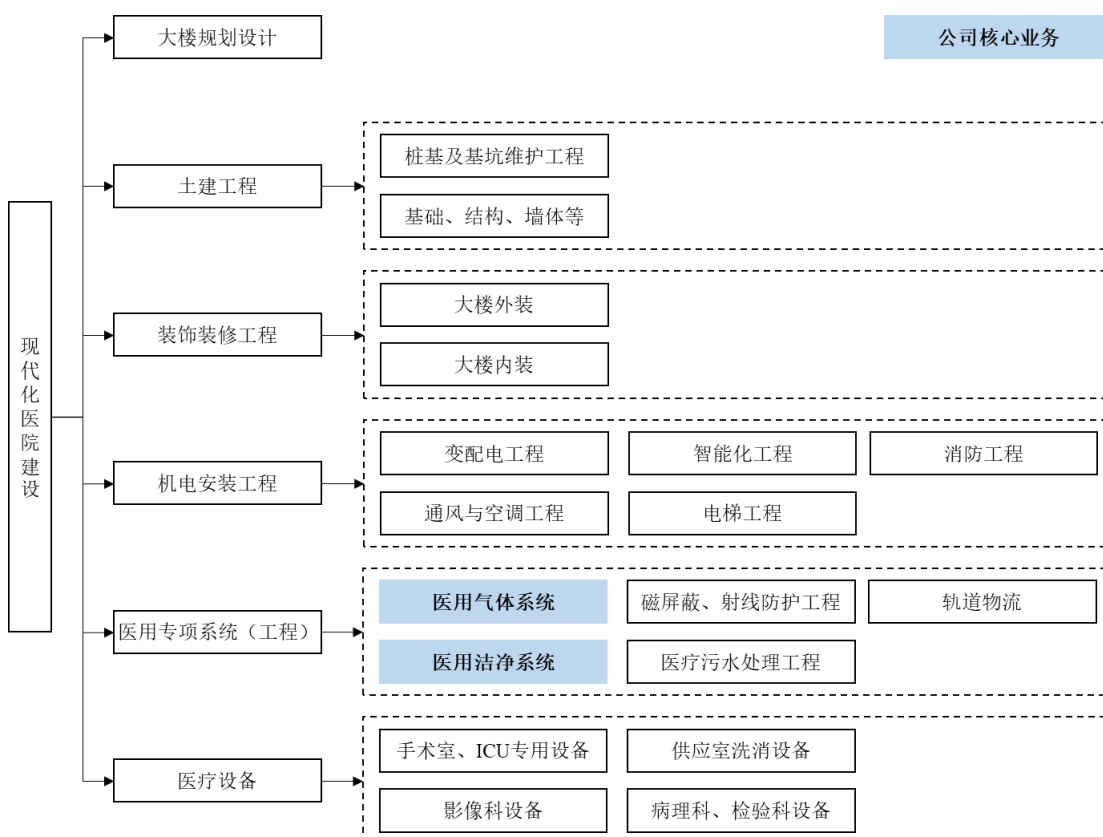 大楼规划设计
公司核心业务
桩基及基坑维护工程
土建工程
基础、结构、墙体等
大楼外装
装饰装修工程
大楼内装
现代化医院建设
变配电工程
智能化工程
消防工程
机电安装工程
通风与空调工程
电梯工程
医用气体系统
磁屏蔽、射线防护工程
轨道物流
医用专项系统（工程）
医用洁净系统
医疗污水处理工程
手术室、ICU专用设备
供应室洗消设备
医疗设备
影像科设备
病理科、检验科设备